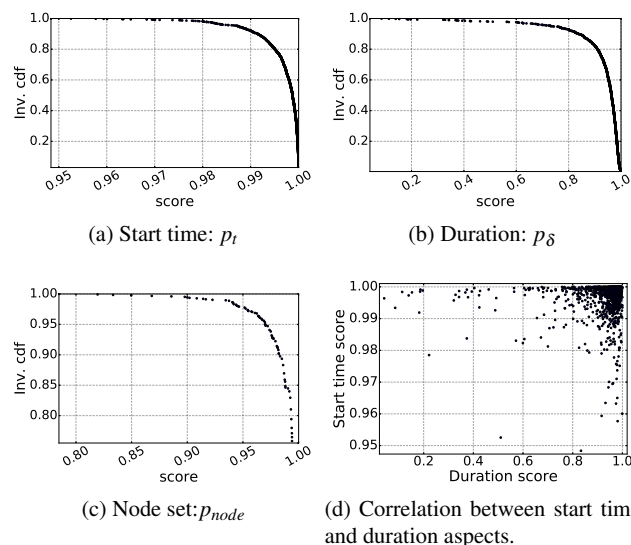 1.0
0.8
0.6
0.4
0.2
Inv. cdf
0.95 0.96 0.97 0.98 0.99 1.00
score
(a) Start time: pt
1.0
0.8
0.6
0.4
0.2
Inv. cdf
0.2 0.4 0.6 0.8 1.0
score
(b) Duration: pδ
1.00
0.95
0.90
0.85
0.80
Inv. cdf
0.80 0.85 0.90 0.95 1.00
score
(c) Node set:pnode
1.00
0.99
0.98
0.97
0.96
0.95
Start time score
0.2 0.4 0.6 0.8 1.0
Duration score
(d) Correlation between start tim
and duration aspects.